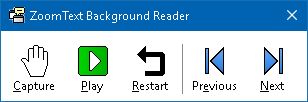 ZoomText Background Reader
Capture Play Restart Previous Next